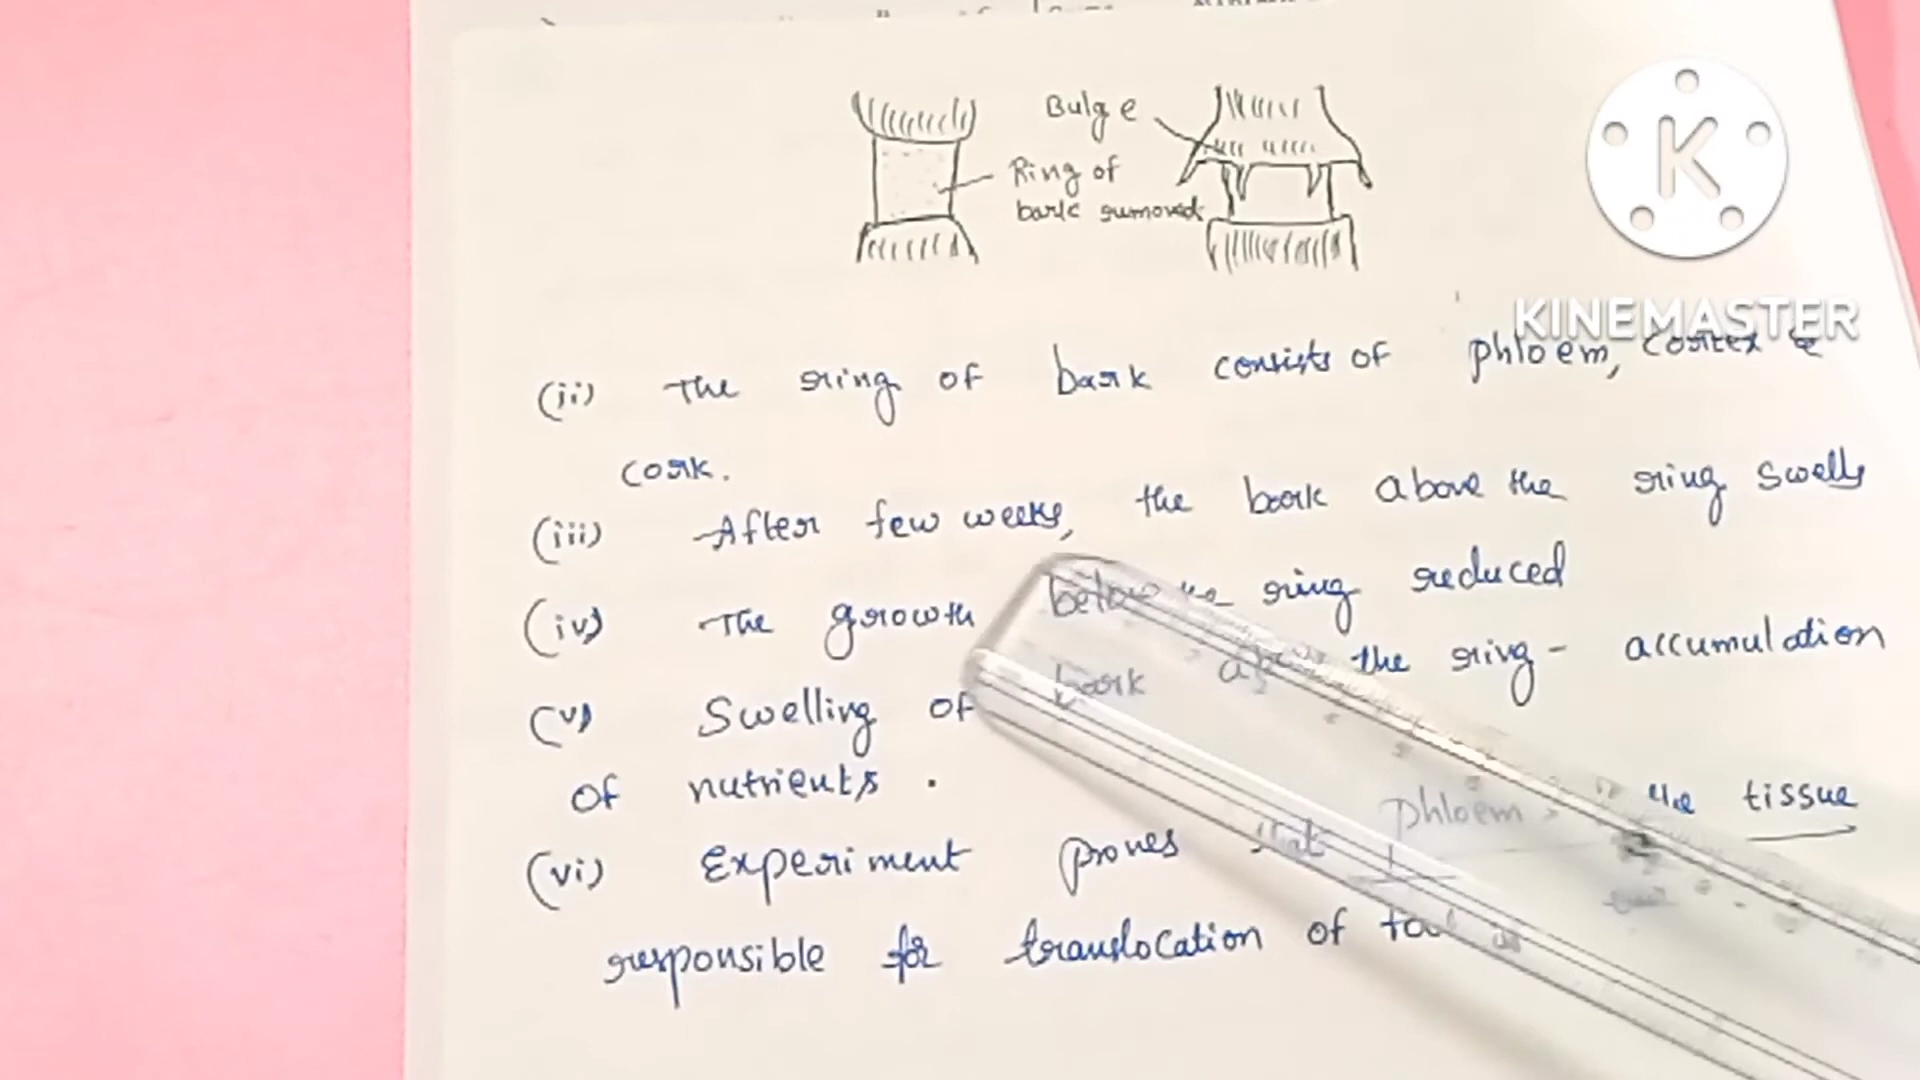 Bulge
Ring of
bark removed
KINEMASTER
(ii) The ring of bark consists of phloem, cortex &
cork.
(iii) After few weeks, the bark above the ring swells
(iv) The growth below the ring reduced
(v) Swelling of bark above the ring - accumulation
of nutrients.
(vi) Experiment proves that phloem the tissue
responsible for translocation of